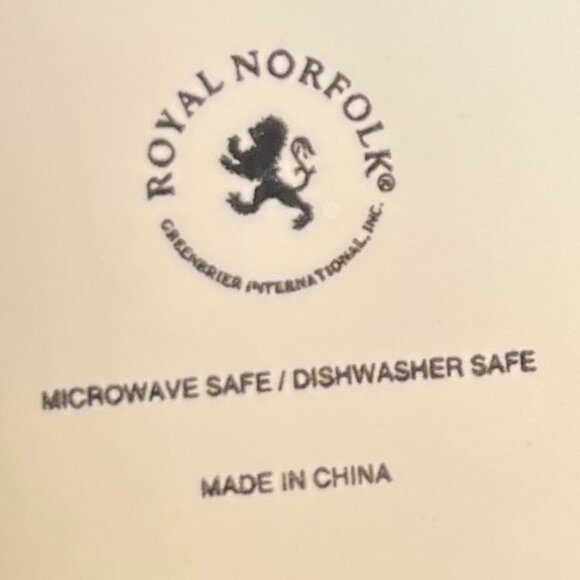 ROYAL NORFOLK®
GREENBRIER INTERNATIONAL, INC.
MICROWAVE SAFE / DISHWASHER SAFE
MADE IN CHINA